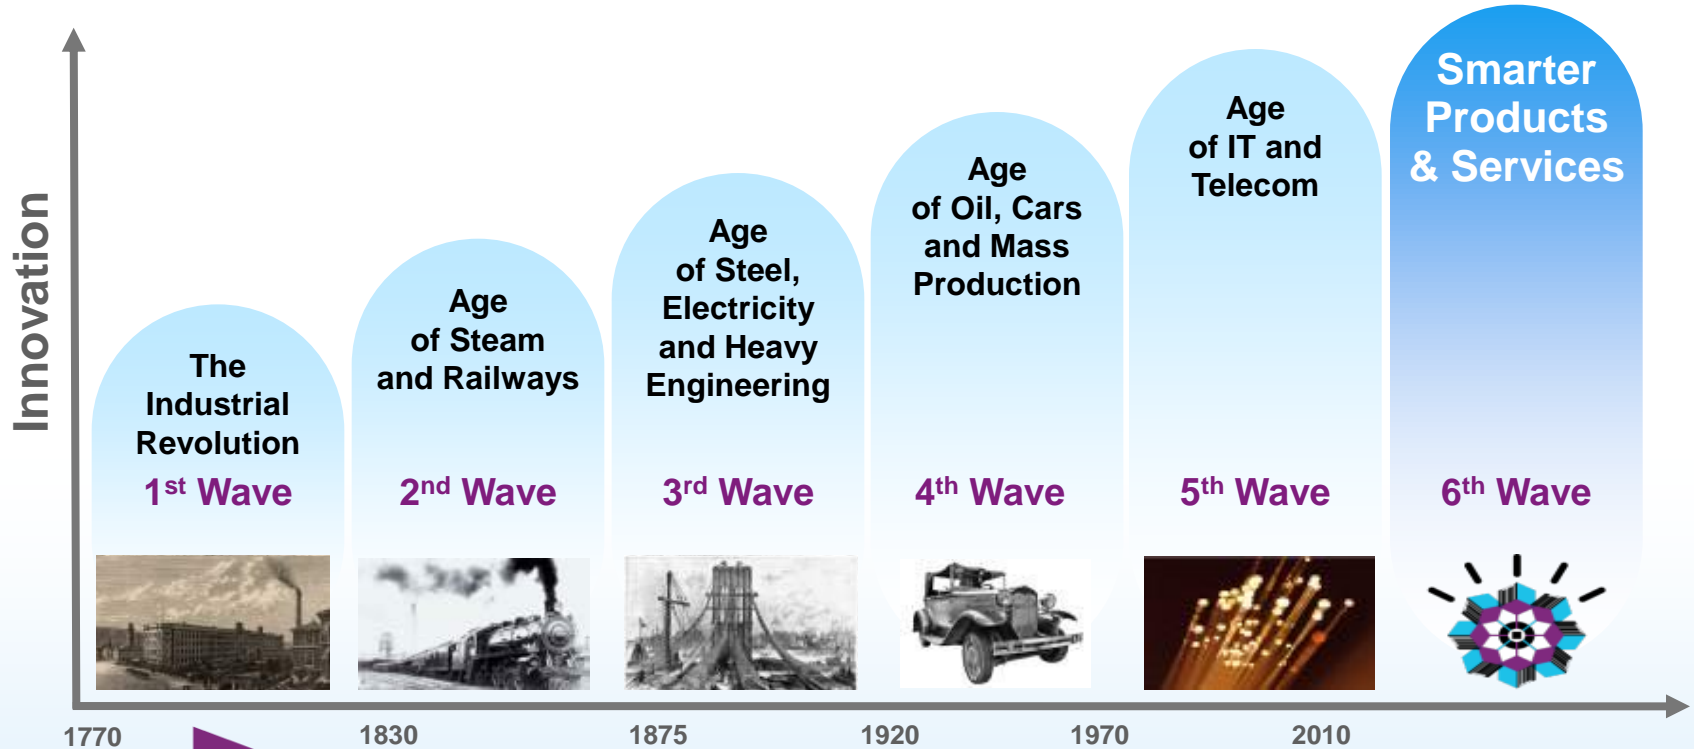 Innovation
The
Industrial
Revolution
1st Wave
Age
of Steam
and Railways
2nd Wave
Age
of Steel,
Electricity
and Heavy
Engineering
3rd Wave
Age
of Oil, Cars
and Mass
Production
4th Wave
Age
of IT and
Telecom
5th Wave
Smarter
Products
& Services
6th Wave
1770
1830
1875
1920
1970
2010